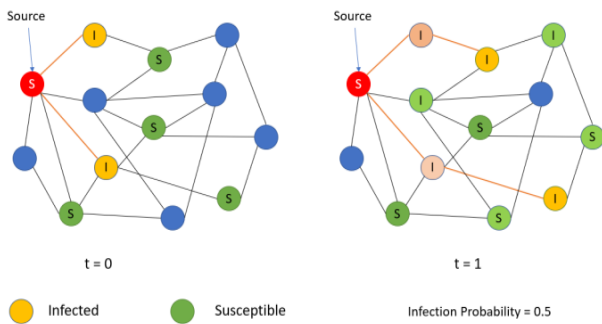 Source
Source
I
I
I
S
S
I
S
I
S
S
S
I
I
I
S
S
I
S
S
t = 0
t = 1
Infected
Susceptible
Infection Probability = 0.5